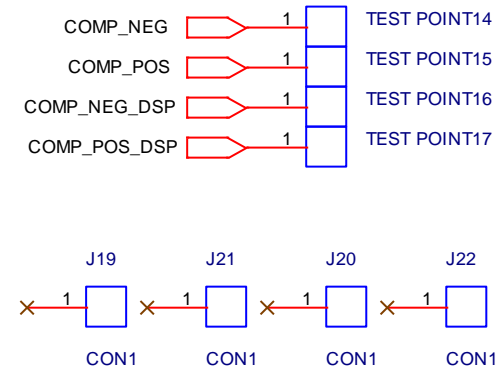 COMP_NEG 1 TEST POINT14
COMP_POS 1 TEST POINT15
COMP_NEG_DSP 1 TEST POINT16
COMP_POS_DSP 1 TEST POINT17
J19 J21 J20 J22
1 1 1 1
CON1 CON1 CON1 CON1